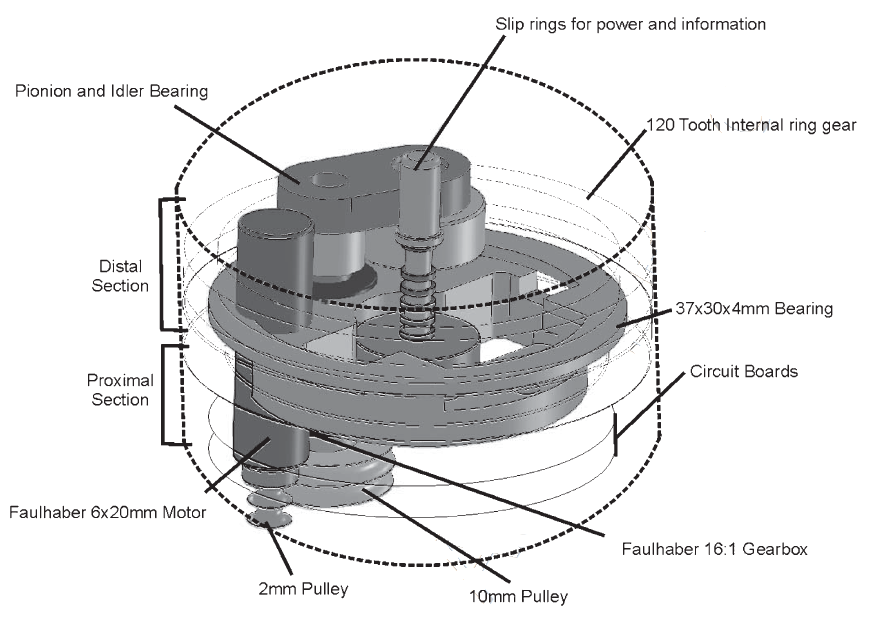 Slip rings for power and information
Pionion and Idler Bearing
120 Tooth Internal ring gear
Distal
Section
37x30x4mm Bearing
Proximal
Section
Circuit Boards
Faulhaber 6x20mm Motor
Faulhaber 16:1 Gearbox
2mm Pulley
10mm Pulley